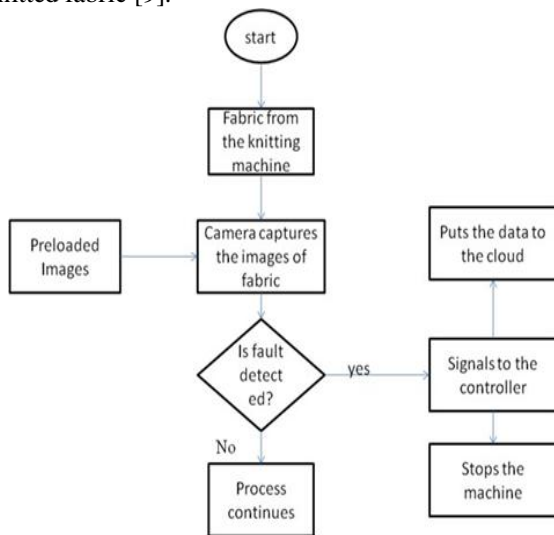 knitted fabric [9].
start
Fabric from
the knitting
machine
Preloaded
Images
Camera captures
the images of
fabric
Puts the data to
the cloud
Is fault
detect
ed?
yes
Signals to the
controller
No
Process
continues
Stops the
machine